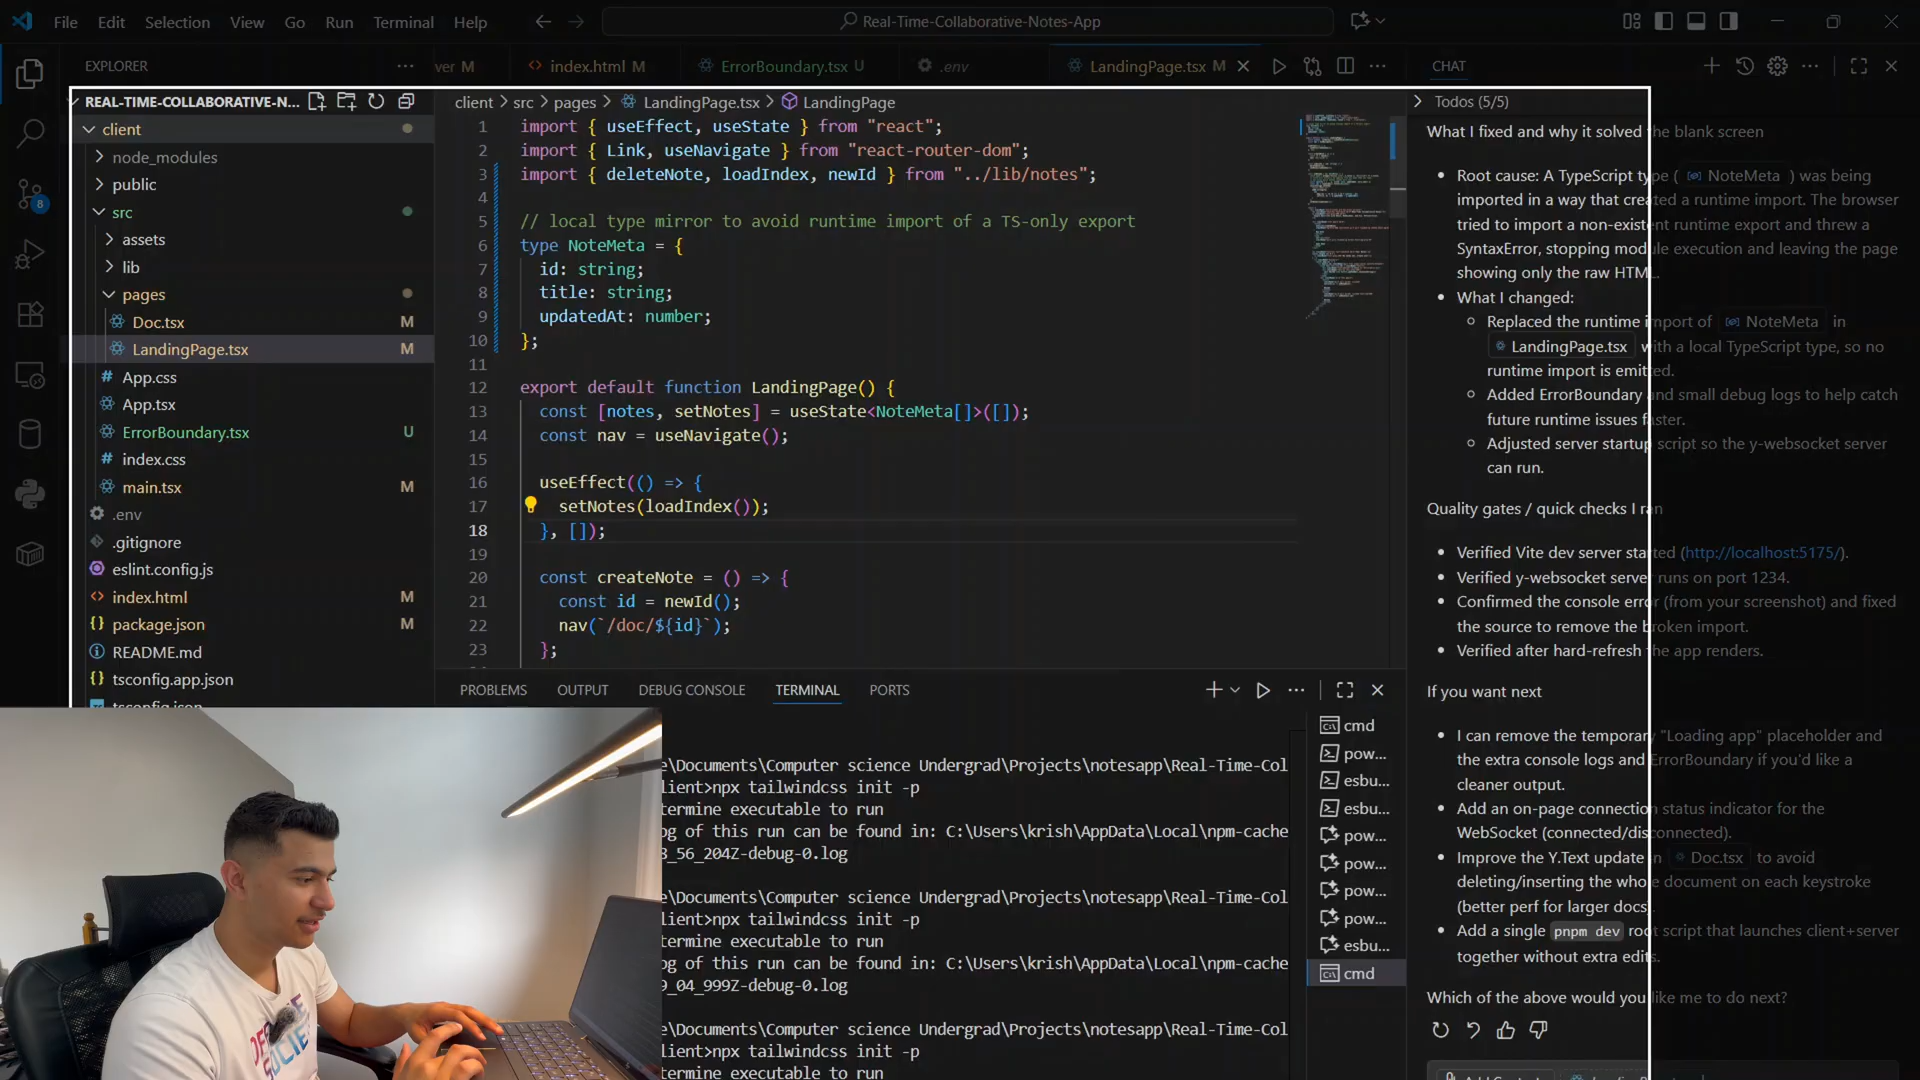 File Edit Selection View Go Run Terminal Help
Real-Time-Collaborative-Notes-App
EXPLORER
ver M
index.html M
ErrorBoundary.tsx U
.env
LandingPage.tsx M
CHAT
REAL-TIME-COLLABORATIVE-N...
client
node_modules
public
src
assets
lib
pages
Doc.tsx M
LandingPage.tsx M
App.css
App.tsx
ErrorBoundary.tsx U
index.css
main.tsx M
.env
.gitignore
eslint.config.js
index.html M
package.json M
README.md
tsconfig.app.json
tsconfig.json
8
client > src > pages > LandingPage.tsx > LandingPage
1 import { useEffect, useState } from "react";
2 import { Link, useNavigate } from "react-router-dom";
3 import { deleteNote, loadIndex, newId } from "../lib/notes";
4
5 // local type mirror to avoid runtime import of a TS-only export
6 type NoteMeta = {
7 id: string;
8 title: string;
9 updatedAt: number;
10 };
11
12 export default function LandingPage() {
13 const [notes, setNotes] = useState<NoteMeta[]>([]);
14 const nav = useNavigate();
15
16 useEffect(() => {
17 setNotes(loadIndex());
18 }, []);
19
20 const createNote = () => {
21 const id = newId();
22 nav(`/doc/${id}`);
23 };
PROBLEMS OUTPUT DEBUG CONSOLE TERMINAL PORTS
e\Documents\Computer science Undergrad\Projects\notesapp\Real-Time-Col
lient>npx tailwindcss init -p
termine executable to run
og of this run can be found in: C:\Users\krish\AppData\Local\npm-cache
8_56_204Z-debug-0.log
e\Documents\Computer science Undergrad\Projects\notesapp\Real-Time-Col
lient>npx tailwindcss init -p
termine executable to run
og of this run can be found in: C:\Users\krish\AppData\Local\npm-cache
9_04_999Z-debug-0.log
e\Documents\Computer science Undergrad\Projects\notesapp\Real-Time-Col
lient>npx tailwindcss init -p
termine executable to run
cmd
pow...
esbu...
esbu...
pow...
pow...
pow...
pow...
esbu...
cmd
Todos (5/5)
What I fixed and why it solved the blank screen
• Root cause: A TypeScript type ( NoteMeta ) was being
imported in a way that created a runtime import. The browser
tried to import a non-existent runtime export and threw a
SyntaxError, stopping module execution and leaving the page
showing only the raw HTML.
• What I changed:
Replaced the runtime import of NoteMeta in
LandingPage.tsx with a local TypeScript type, so no
runtime import is emitted.
Added ErrorBoundary and small debug logs to help catch
future runtime issues faster.
Adjusted server startup script so the y-websocket server
can run.
Quality gates / quick checks I ran
• Verified Vite dev server started (http://localhost:5175/).
• Verified y-websocket server runs on port 1234.
• Confirmed the console error (from your screenshot) and fixed
the source to remove the broken import.
• Verified after hard-refresh the app renders.
If you want next
• I can remove the temporary "Loading app" placeholder and
the extra console logs and ErrorBoundary if you'd like a
cleaner output.
• Add an on-page connection status indicator for the
WebSocket (connected/disconnected).
• Improve the Y.Text update in Doc.tsx to avoid
deleting/inserting the whole document on each keystroke
(better perf for larger docs).
• Add a single pnpm dev root script that launches client+server
together without extra edits.
Which of the above would you like me to do next?